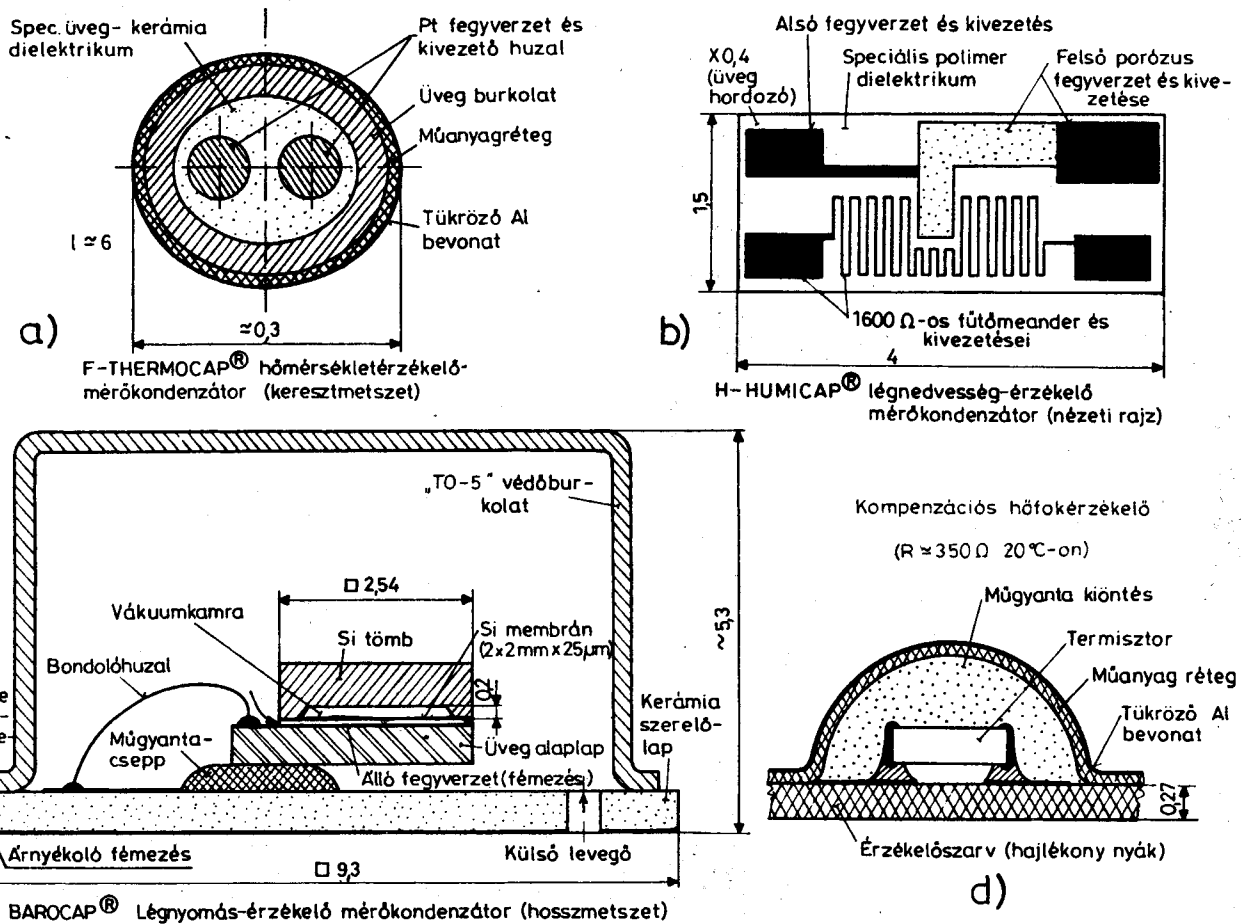 Spec. üveg- kerámia
dielektrikum
Pt fegyverzet és
kivezető huzal
Üveg burkolat
Műanyagréteg
Tükröző Al
bevonat
l ≃ 6
≃0,3
a)
F-THERMOCAP® hőmérsékletérzékelő-
mérőkondenzátor (keresztmetszet)
Alsó fegyverzet és kivezetés
X0,4
(üveg
hordozó)
Speciális polimer
dielektrikum
Felső porózus
fegyverzet és kive-
zetése
1,5
1600 Ω-os fűtőmeander és
kivezetései
b)
4
H-HUMICAP® légnedvesség-érzékelő
mérőkondenzátor (nézeti rajz)
„TO-5" védőbur-
kolat
□ 2,54
Vákuumkamra
Si tömb
Si membrán
(2×2mm×25µm)
Bondolóhuzal
0,2
~5,3
Kerámia
szerelő-
lap
Műgyanta-
csepp
Üveg alaplap
Álló fegyverzet (fémezés)
Árnyékoló fémezés
Külső levegő
□ 9,3
BAROCAP® Légnyomás-érzékelő mérőkondenzátor (hosszmetszet)
Kompenzációs hőfokérzékelő
(R ≃ 350 Ω 20 °C-on)
Műgyanta kiöntés
Termisztor
Műanyag réteg
Tükröző Al
bevonat
0,27
Érzékelőszarv (hajlékony nyák)
d)